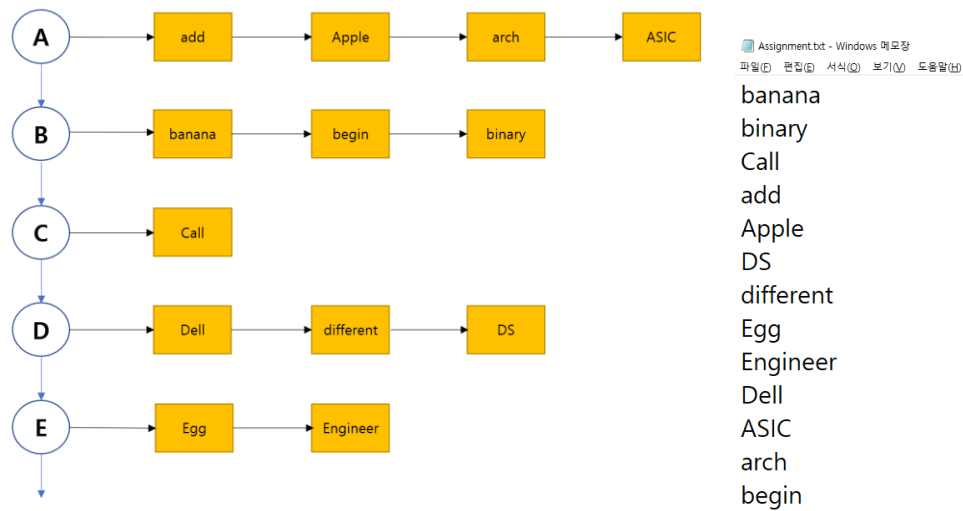 A add Apple arch ASIC
B banana begin binary
C Call
D Dell different DS
E Egg Engineer
Assignment.txt - Windows 메모장
파일(F) 편집(E) 서식(O) 보기(V) 도움말(H)
banana
binary
Call
add
Apple
DS
different
Egg
Engineer
Dell
ASIC
arch
begin